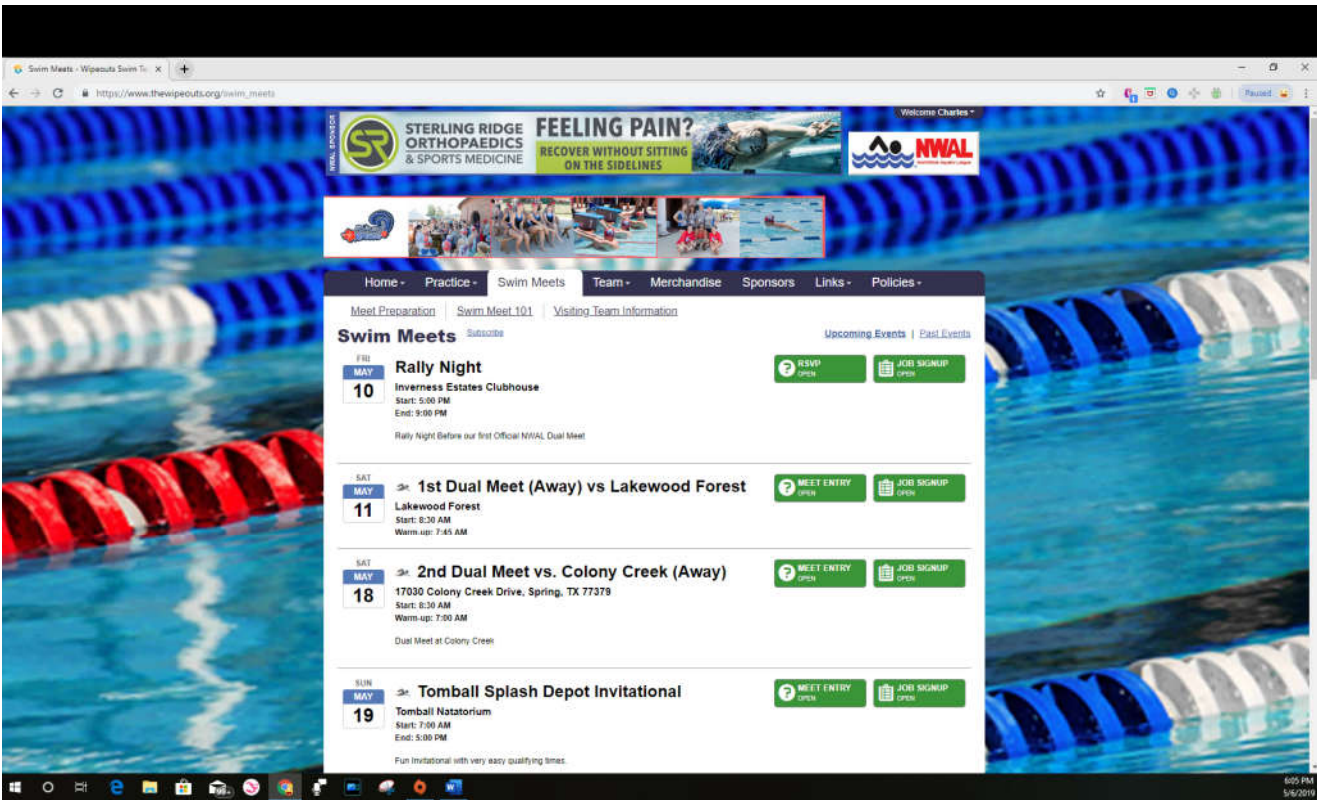 Swim Meets - Wipeouts Swim Te
https://www.thewipeouts.org/swim_meets
Paused
Welcome Charles
NWAL SPONSOR
SR
STERLING RIDGE
ORTHOPAEDICS
& SPORTS MEDICINE
FEELING PAIN?
RECOVER WITHOUT SITTING
ON THE SIDELINES
NWAL
Home Practice Swim Meets Team Merchandise Sponsors Links Policies
Meet Preparation Swim Meet 101 Visiting Team Information
Swim Meets Subscribe
Upcoming Events | Past Events
FRI
MAY
10
Rally Night
Inverness Estates Clubhouse
Start: 5:00 PM
End: 9:00 PM
Rally Night Before our first Official NWAL Dual Meet
RSVP
OPEN
JOB SIGNUP
OPEN
SAT
MAY
11
1st Dual Meet (Away) vs Lakewood Forest
Lakewood Forest
Start: 8:30 AM
Warm-up: 7:45 AM
MEET ENTRY
OPEN
JOB SIGNUP
OPEN
SAT
MAY
18
2nd Dual Meet vs. Colony Creek (Away)
17030 Colony Creek Drive, Spring, TX 77379
Start: 8:30 AM
Warm-up: 7:00 AM
Dual Meet at Colony Creek
MEET ENTRY
OPEN
JOB SIGNUP
OPEN
SUN
MAY
19
Tomball Splash Depot Invitational
Tomball Natatorium
Start: 7:00 AM
End: 5:00 PM
Fun Invitational with very easy qualifying times.
MEET ENTRY
OPEN
JOB SIGNUP
OPEN
6:05 PM
5/6/2019